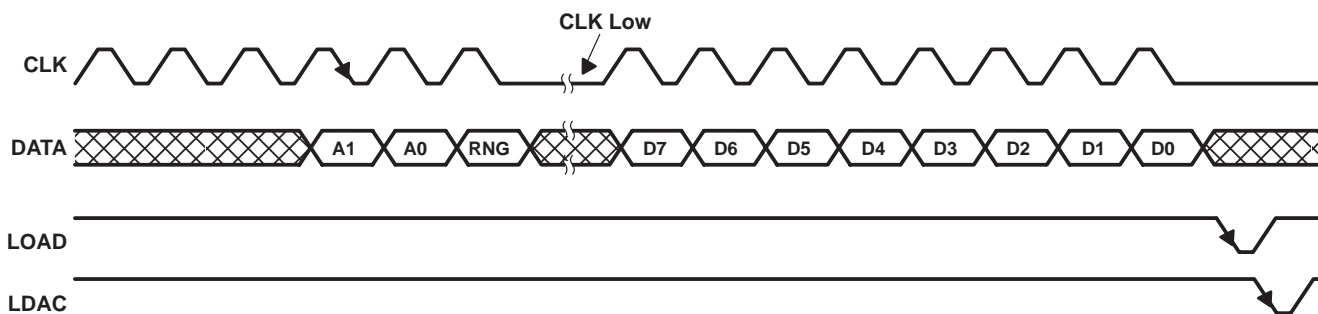 CLK Low
CLK
DATA A1 A0 RNG D7 D6 D5 D4 D3 D2 D1 D0
LOAD
LDAC